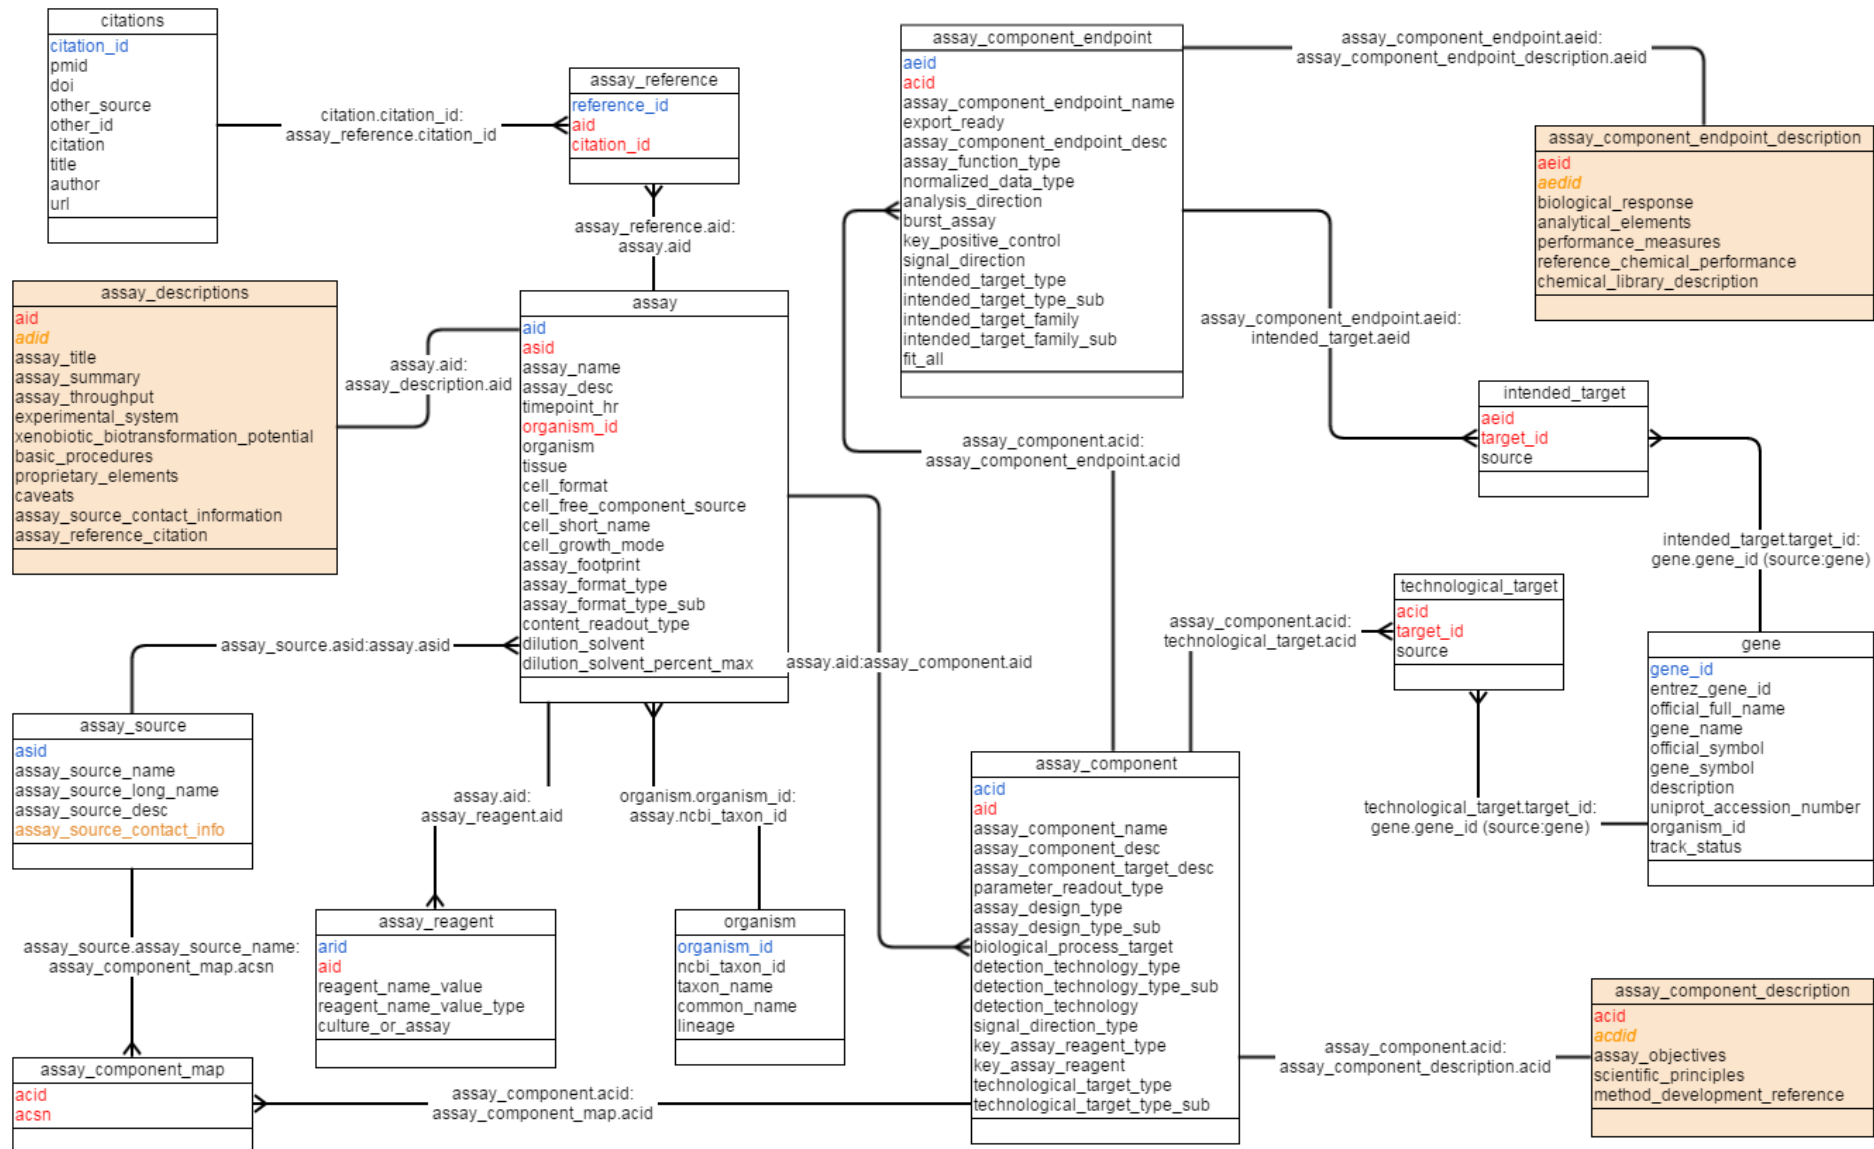 citations
citation_id
pmid
doi
other_source
other_id
citation
title
author
url
citation.citation_id:
assay_reference.citation_id
assay_reference
reference_id
aid
citation_id
assay_reference.aid:
assay.aid
assay_component_endpoint
aeid
acid
assay_component_endpoint_name
export_ready
assay_component_endpoint_desc
assay_function_type
normalized_data_type
analysis_direction
burst_assay
key_positive_control
signal_direction
intended_target_type
intended_target_type_sub
intended_target_family
intended_target_family_sub
fit_all
assay_component_endpoint.aeid:
assay_component_endpoint_description.aeid
assay_component_endpoint_description
aeid
aedid
biological_response
analytical_elements
performance_measures
reference_chemical_performance
chemical_library_description
assay_descriptions
aid
adid
assay_title
assay_summary
assay_throughput
experimental_system
xenobiotic_biotransformation_potential
basic_procedures
proprietary_elements
caveats
assay_source_contact_information
assay_reference_citation
assay.aid:
assay_description.aid
assay
aid
asid
assay_name
assay_desc
timepoint_hr
organism_id
organism
tissue
cell_format
cell_free_component_source
cell_short_name
cell_growth_mode
assay_footprint
assay_format_type
assay_format_type_sub
content_readout_type
dilution_solvent
dilution_solvent_percent_max
assay_component_endpoint.aeid:
intended_target.aeid
intended_target
aeid
target_id
source
assay_component.acid:
assay_component_endpoint.acid
intended_target.target_id:
gene.gene_id (source:gene)
technological_target
acid
target_id
source
assay_component.acid:
technological_target.acid
gene
gene_id
entrez_gene_id
official_full_name
gene_name
official_symbol
gene_symbol
description
uniprot_accession_number
organism_id
track_status
technological_target.target_id:
gene.gene_id (source:gene)
assay_source.asid:assay.asid
assay.aid:assay_component.aid
assay_source
asid
assay_source_name
assay_source_long_name
assay_source_desc
assay_source_contact_info
assay.aid:
assay_reagent.aid
organism.organism_id:
assay.ncbi_taxon_id
assay_component
acid
aid
assay_component_name
assay_component_desc
assay_component_target_desc
parameter_readout_type
assay_design_type
assay_design_type_sub
biological_process_target
detection_technology_type
detection_technology_type_sub
detection_technology
signal_direction_type
key_assay_reagent_type
key_assay_reagent
technological_target_type
technological_target_type_sub
assay_source.assay_source_name:
assay_component_map.acsn
assay_reagent
arid
aid
reagent_name_value
reagent_name_value_type
culture_or_assay
organism
organism_id
ncbi_taxon_id
taxon_name
common_name
lineage
assay_component_map
acid
acsn
assay_component.acid:
assay_component_map.acid
assay_component.acid:
assay_component_description.acid
assay_component_description
acid
acdid
assay_objectives
scientific_principles
method_development_reference